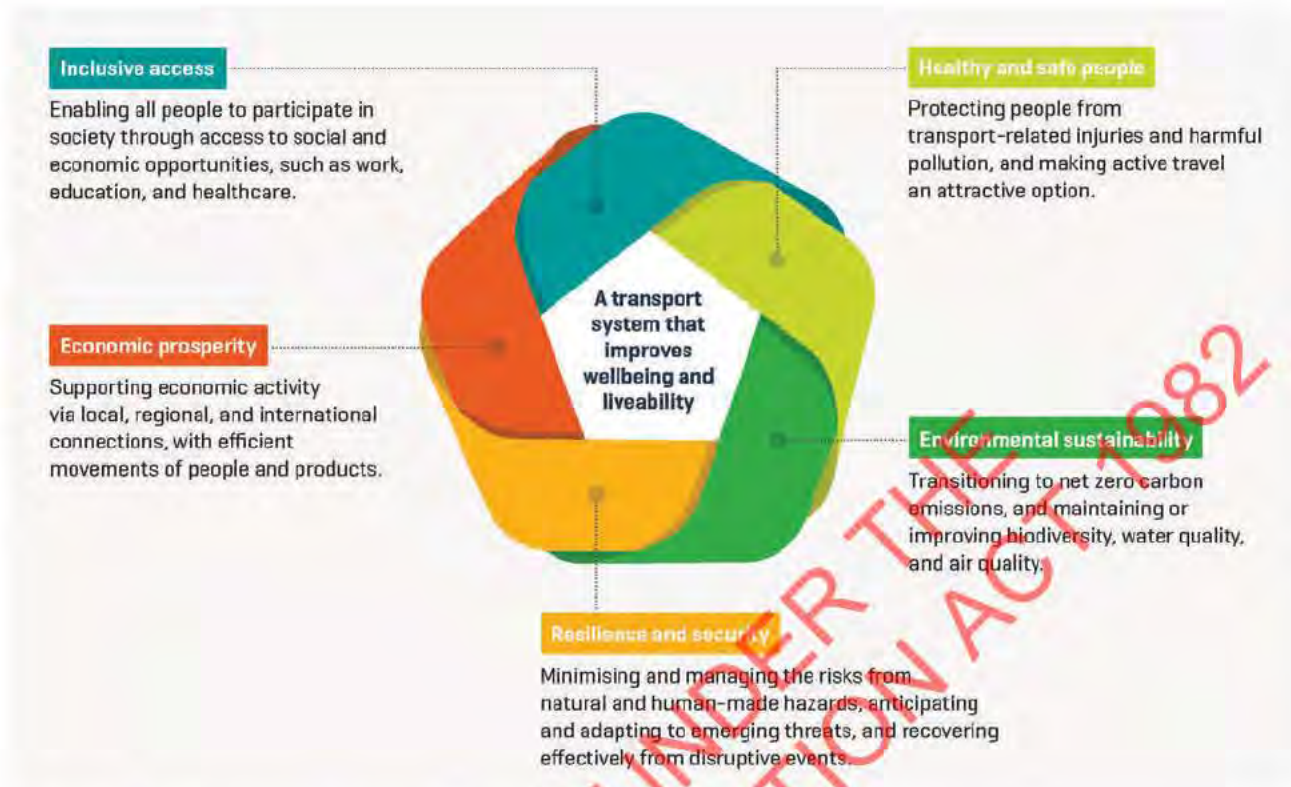 Inclusive access
Enabling all people to participate in
society through access to social and
economic opportunities, such as work,
education, and healthcare.
Healthy and safe people
Protecting people from
transport-related injuries and harmful
pollution, and making active travel
an attractive option.
A transport
system that
improves
wellbeing and
liveability
Economic prosperity
Supporting economic activity
via local, regional, and international
connections, with efficient
movements of people and products.
Environmental sustainability
Transitioning to net zero carbon
emissions, and maintaining or
improving biodiversity, water quality,
and air quality.
Resilience and security
Minimising and managing the risks from
natural and human-made hazards, anticipating
and adapting to emerging threats, and recovering
effectively from disruptive events.
UNDER THE
TION ACT 1982